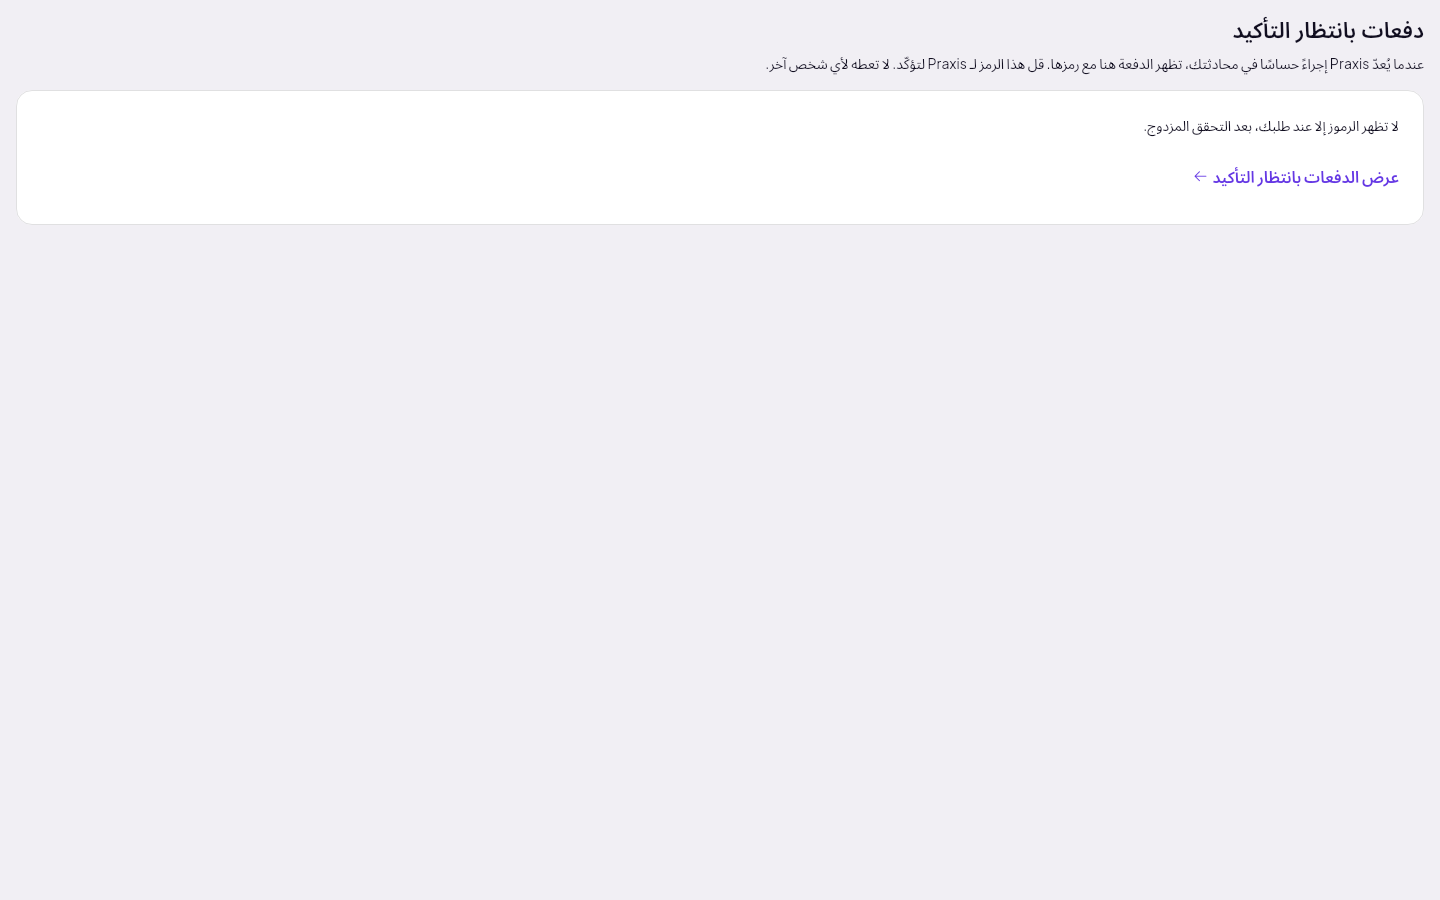 دفعات بانتظار التأكيد
عندما يُعدّ Praxis إجراءً حساسًا في محادثتك، تظهر الدفعة هنا مع رمزها. قل هذا الرمز لـ Praxis لتؤكّد. لا تعطه لأي شخص آخر.
لا تظهر الرموز إلا عند طلبك، بعد التحقق المزدوج.
عرض الدفعات بانتظار التأكيد ←